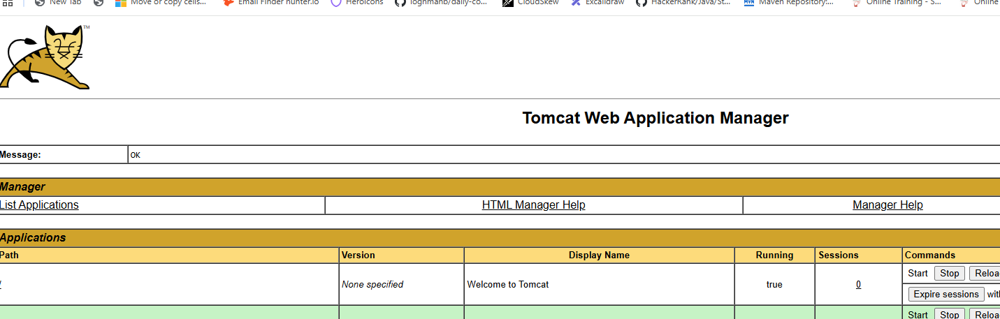 New Tab Move or copy cells... Email Finder hunter.io Heroicons loghmanb/daily-co... CloudSkew Excalidraw HackerRank/Java/St... MVN Maven Repository:... Online Training - S... Online
TM
Tomcat Web Application Manager
Message: OK
Manager
List Applications HTML Manager Help Manager Help
Applications
Path Version Display Name Running Sessions Commands
/ None specified Welcome to Tomcat true 0 Start Stop Reloa
Expire sessions with
Start Stop Reloa